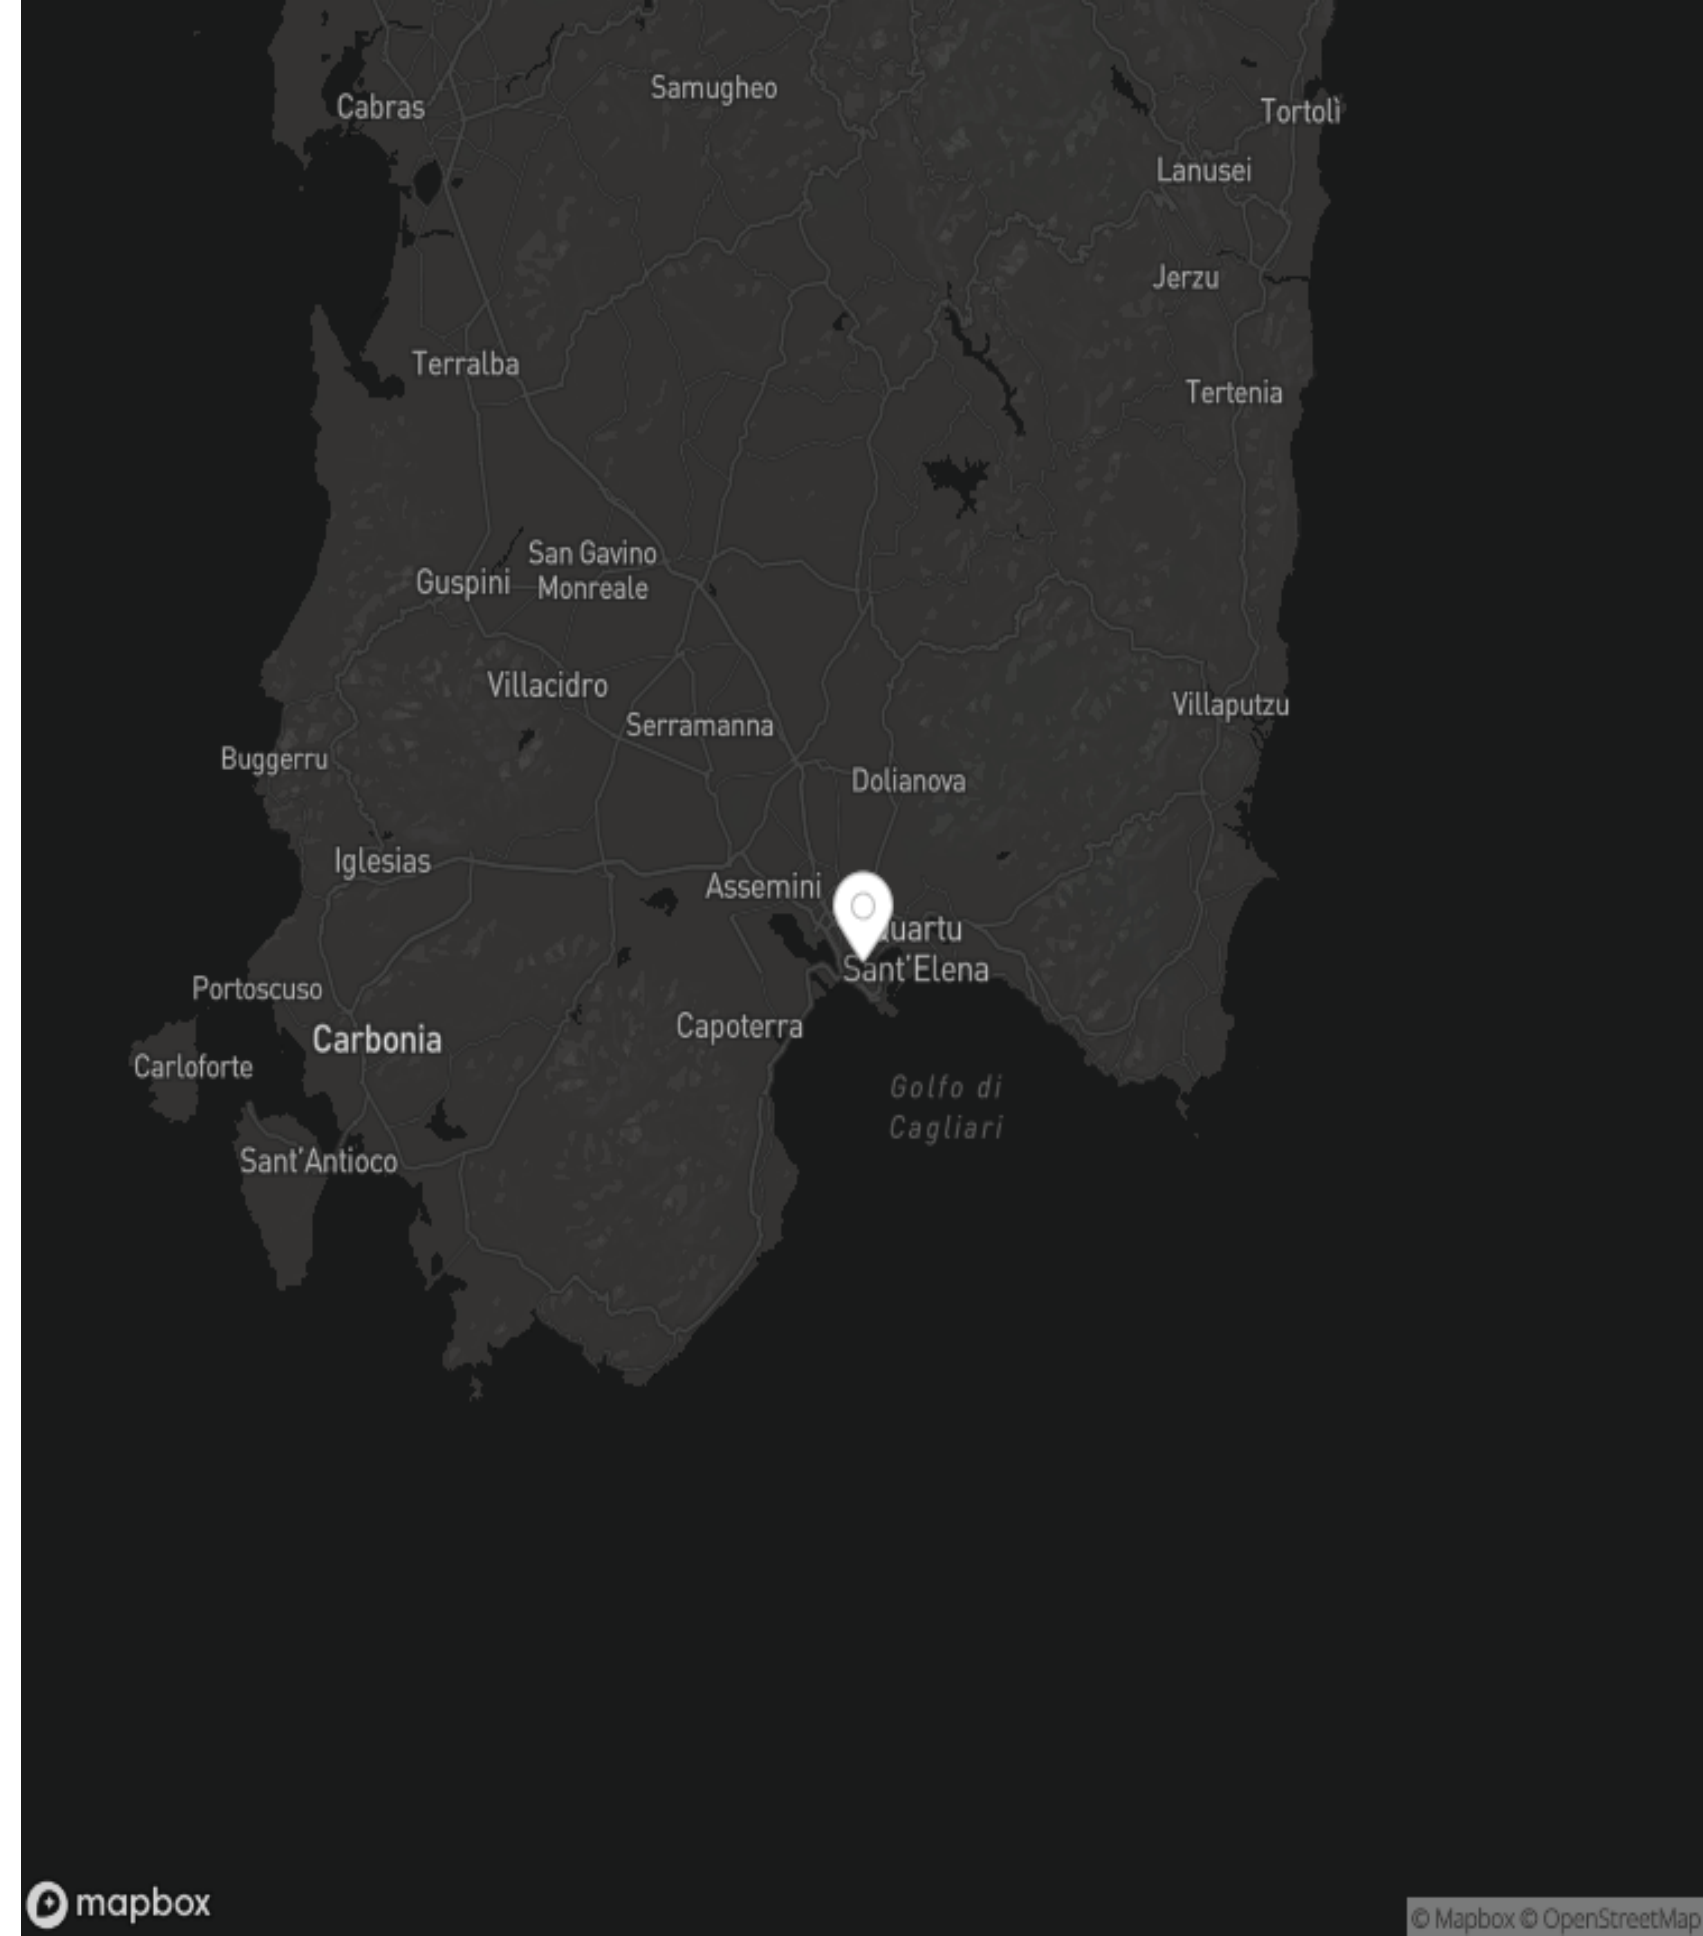 Samugheo
Cabras
Tortolì
Lanusei
Jerzu
Terralba
Tertenia
San Gavino
Monreale
Guspini
Villacidro
Villaputzu
Serramanna
Buggerru
Dolianova
Iglesias
Assemini
uartu
Sant'Elena
Portoscuso
Capoterra
Carbonia
Carloforte
Golfo di
Cagliari
Sant'Antioco
mapbox
© Mapbox © OpenStreetMap